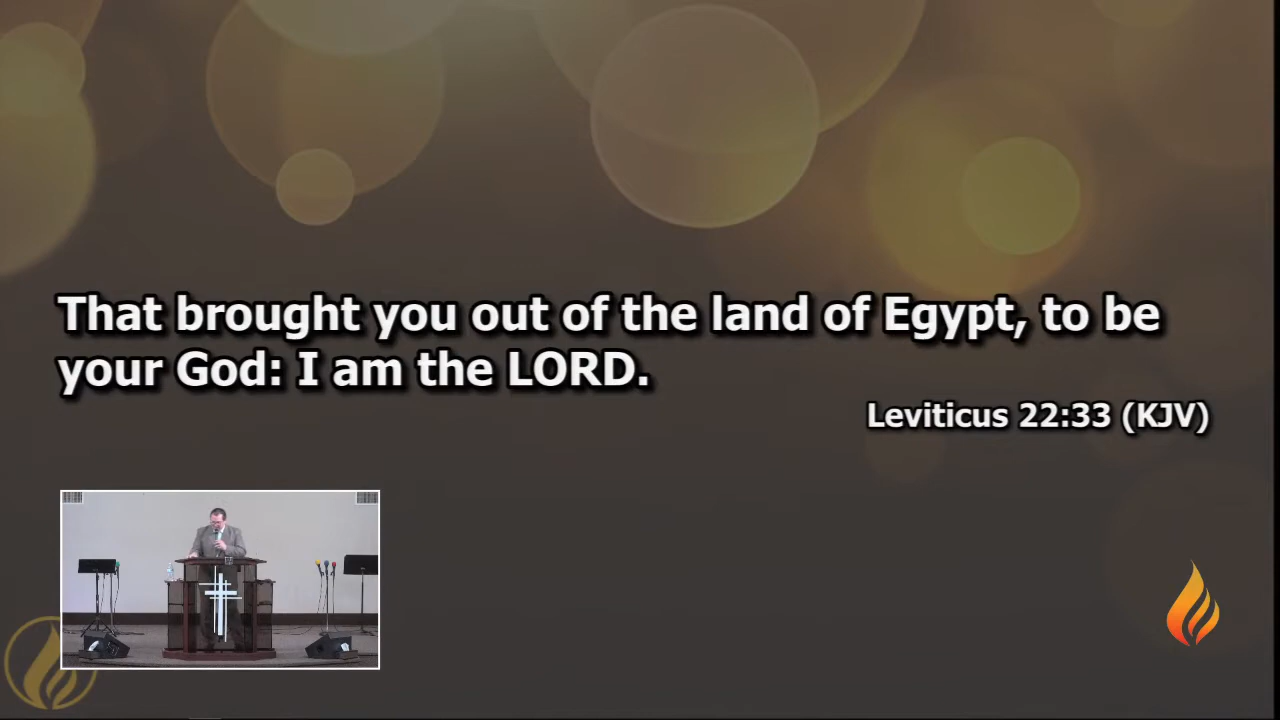 That brought you out of the land of Egypt, to be
your God: I am the LORD.
Leviticus 22:33 (KJV)